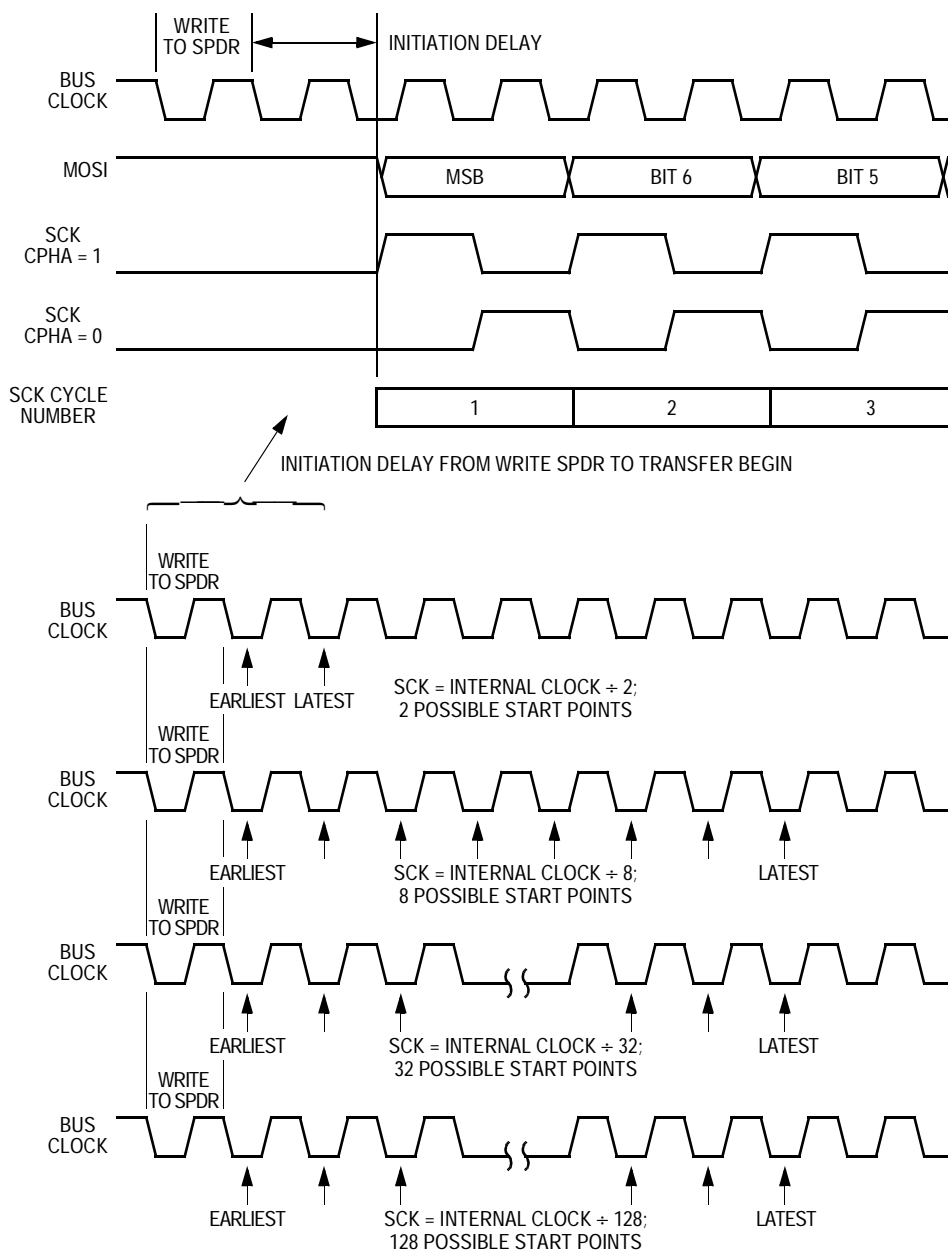 WRITE
TO SPDR
INITIATION DELAY
BUS
CLOCK
MOSI
MSB
BIT 6
BIT 5
SCK
CPHA = 1
SCK
CPHA = 0
SCK CYCLE
NUMBER
1
2
3
INITIATION DELAY FROM WRITE SPDR TO TRANSFER BEGIN
WRITE
TO SPDR
BUS
CLOCK
EARLIEST
LATEST
SCK = INTERNAL CLOCK ÷ 2;
2 POSSIBLE START POINTS
WRITE
TO SPDR
BUS
CLOCK
EARLIEST
SCK = INTERNAL CLOCK ÷ 8;
8 POSSIBLE START POINTS
LATEST
WRITE
TO SPDR
BUS
CLOCK
EARLIEST
SCK = INTERNAL CLOCK ÷ 32;
32 POSSIBLE START POINTS
LATEST
WRITE
TO SPDR
BUS
CLOCK
EARLIEST
SCK = INTERNAL CLOCK ÷ 128;
128 POSSIBLE START POINTS
LATEST